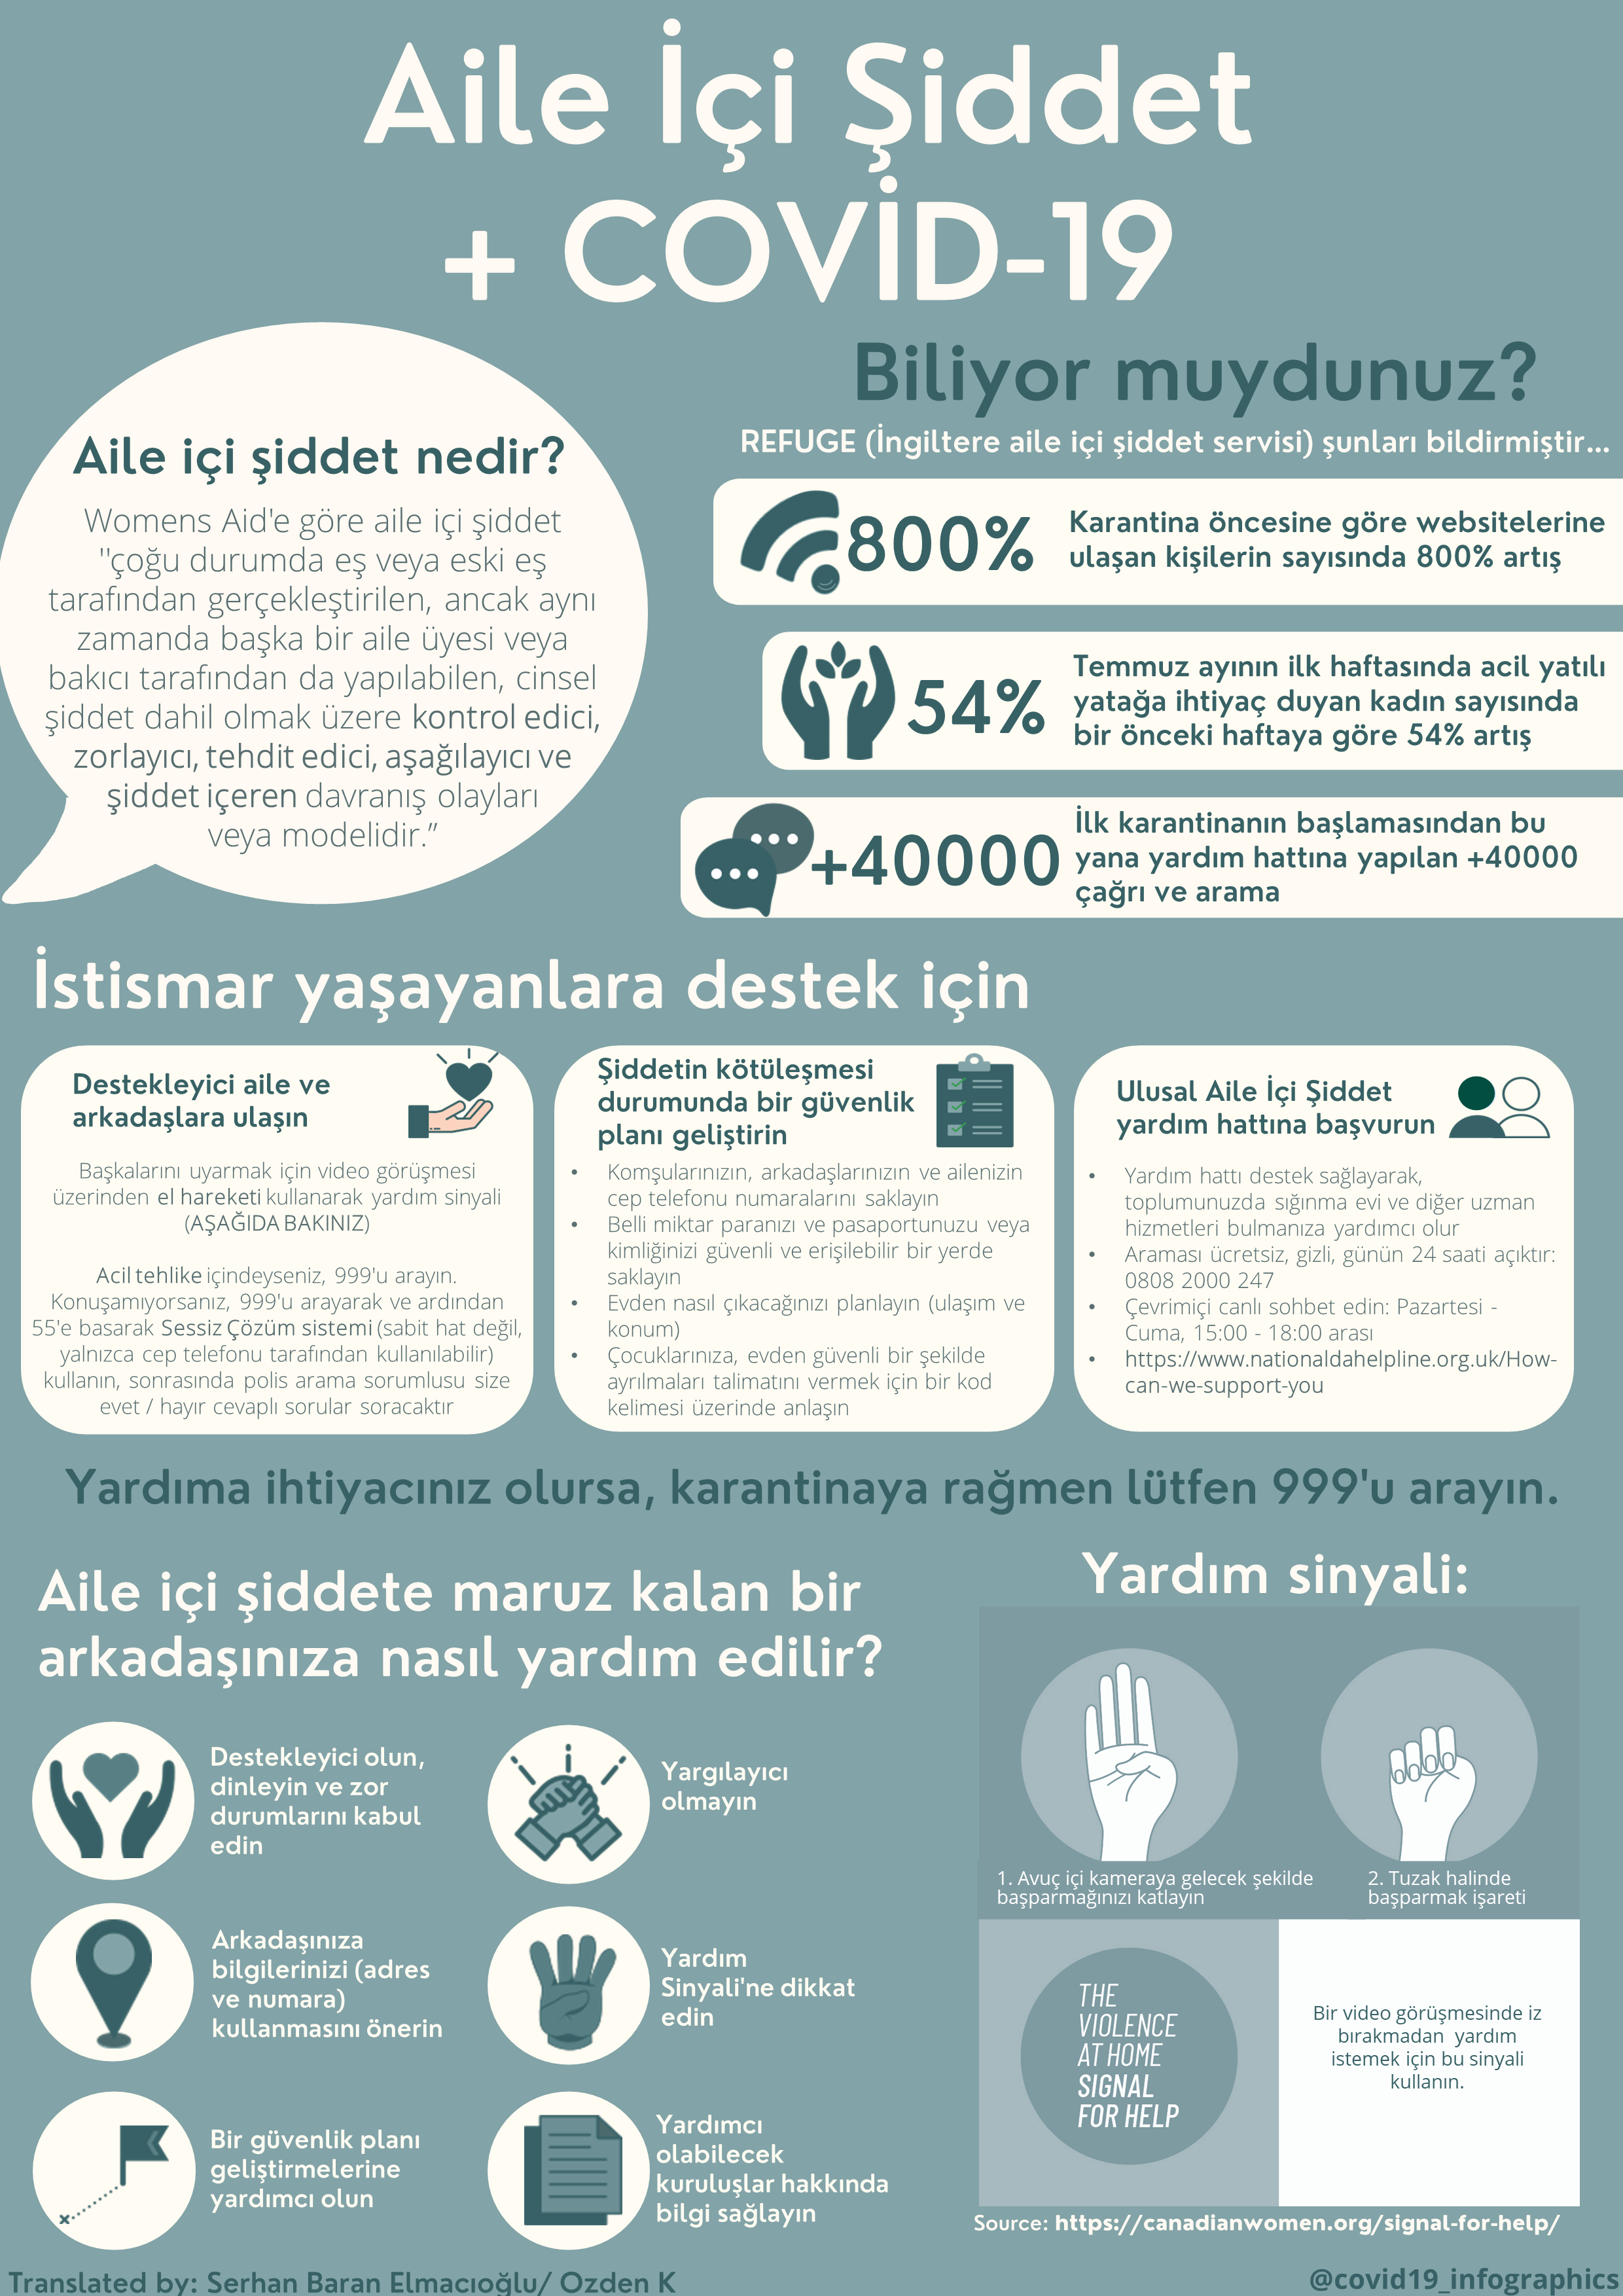 Aile İçi Şiddet
+ COVİD-19
Aile içi şiddet nedir?
Womens Aid'e göre aile içi şiddet
"çoğu durumda eş veya eski eş
tarafından gerçekleştirilen, ancak aynı
zamanda başka bir aile üyesi veya
bakıcı tarafından da yapılabilen, cinsel
şiddet dahil olmak üzere kontrol edici,
zorlayıcı, tehdit edici, aşağılayıcı ve
şiddet içeren davranış olayları
veya modelidir.”
Biliyor muydunuz?
REFUGE (İngiltere aile içi şiddet servisi) şunları bildirmiştir...
800%
Karantina öncesine göre websitelerine
ulaşan kişilerin sayısında 800% artış
54%
Temmuz ayının ilk haftasında acil yatılı
yatağa ihtiyaç duyan kadın sayısında
bir önceki haftaya göre 54% artış
+40000
İlk karantinanın başlamasından bu
yana yardım hattına yapılan +40000
çağrı ve arama
İstismar yaşayanlara destek için
Destekleyici aile ve
arkadaşlara ulaşın
Başkalarını uyarmak için video görüşmesi
üzerinden el hareketi kullanarak yardım sinyali
(AŞAĞIDA BAKINIZ)
Acil tehlike içindeyseniz, 999'u arayın.
Konuşamıyorsanız, 999'u arayarak ve ardından
55'e basarak Sessiz Çözüm sistemi (sabit hat değil,
yalnızca cep telefonu tarafından kullanılabilir)
kullanın, sonrasında polis arama sorumlusu size
evet / hayır cevaplı sorular soracaktır
Şiddetin kötüleşmesi
durumunda bir güvenlik
planı geliştirin
• Komşularınızın, arkadaşlarınızın ve ailenizin
cep telefonu numaralarını saklayın
• Belli miktar paranızı ve pasaportunuzu veya
kimliğinizi güvenli ve erişilebilir bir yerde
saklayın
• Evden nasıl çıkacağınızı planlayın (ulaşım ve
konum)
• Çocuklarınıza, evden güvenli bir şekilde
ayrılmaları talimatını vermek için bir kod
kelimesi üzerinde anlaşın
Ulusal Aile İçi Şiddet
yardım hattına başvurun
• Yardım hattı destek sağlayarak,
toplumunuzda sığınma evi ve diğer uzman
hizmetleri bulmanıza yardımcı olur
• Araması ücretsiz, gizli, günün 24 saati açıktır:
0808 2000 247
• Çevrimiçi canlı sohbet edin: Pazartesi -
Cuma, 15:00 - 18:00 arası
• https://www.nationaldahelpline.org.uk/How-
can-we-support-you
Yardıma ihtiyacınız olursa, karantinaya rağmen lütfen 999'u arayın.
Aile içi şiddete maruz kalan bir
arkadaşınıza nasıl yardım edilir?
Destekleyici olun,
dinleyin ve zor
durumlarını kabul
edin
Yargılayıcı
olmayın
Arkadaşınıza
bilgilerinizi (adres
ve numara)
kullanmasını önerin
Yardım
Sinyali'ne dikkat
edin
Bir güvenlik planı
geliştirmelerine
yardımcı olun
Yardımcı
olabilecek
kuruluşlar hakkında
bilgi sağlayın
Yardım sinyali:
1. Avuç içi kameraya gelecek şekilde
başparmağınızı katlayın
2. Tuzak halinde
başparmak işareti
THE
VIOLENCE
AT HOME
SIGNAL
FOR HELP
Bir video görüşmesinde iz
bırakmadan yardım
istemek için bu sinyali
kullanın.
Source: https://canadianwomen.org/signal-for-help/
Translated by: Serhan Baran Elmacıoğlu/ Ozden K
@covid19_infographics